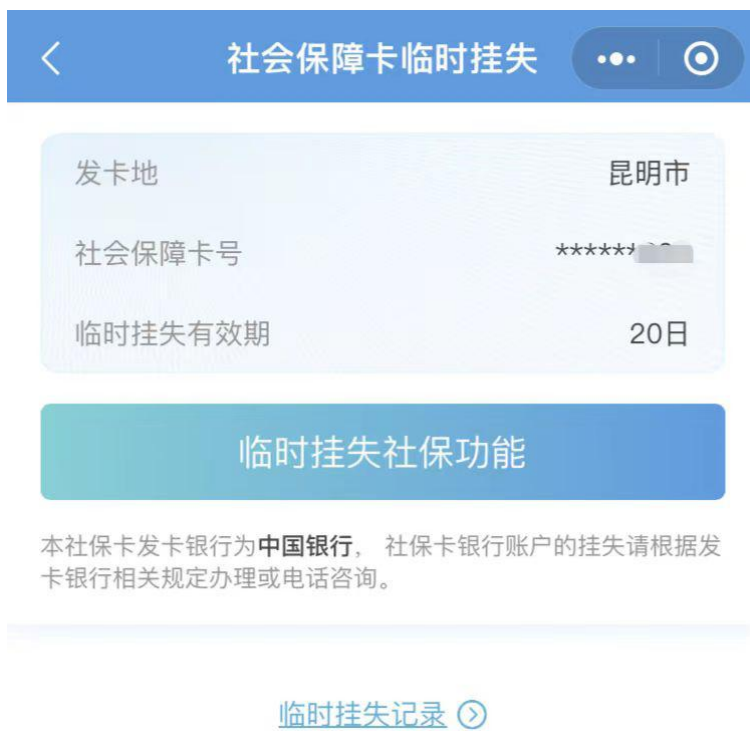 社会保障卡临时挂失
发卡地 昆明市
社会保障卡号 ******
临时挂失有效期 20日
临时挂失社保功能
本社保卡发卡银行为中国银行， 社保卡银行账户的挂失请根据发
卡银行相关规定办理或电话咨询。
临时挂失记录